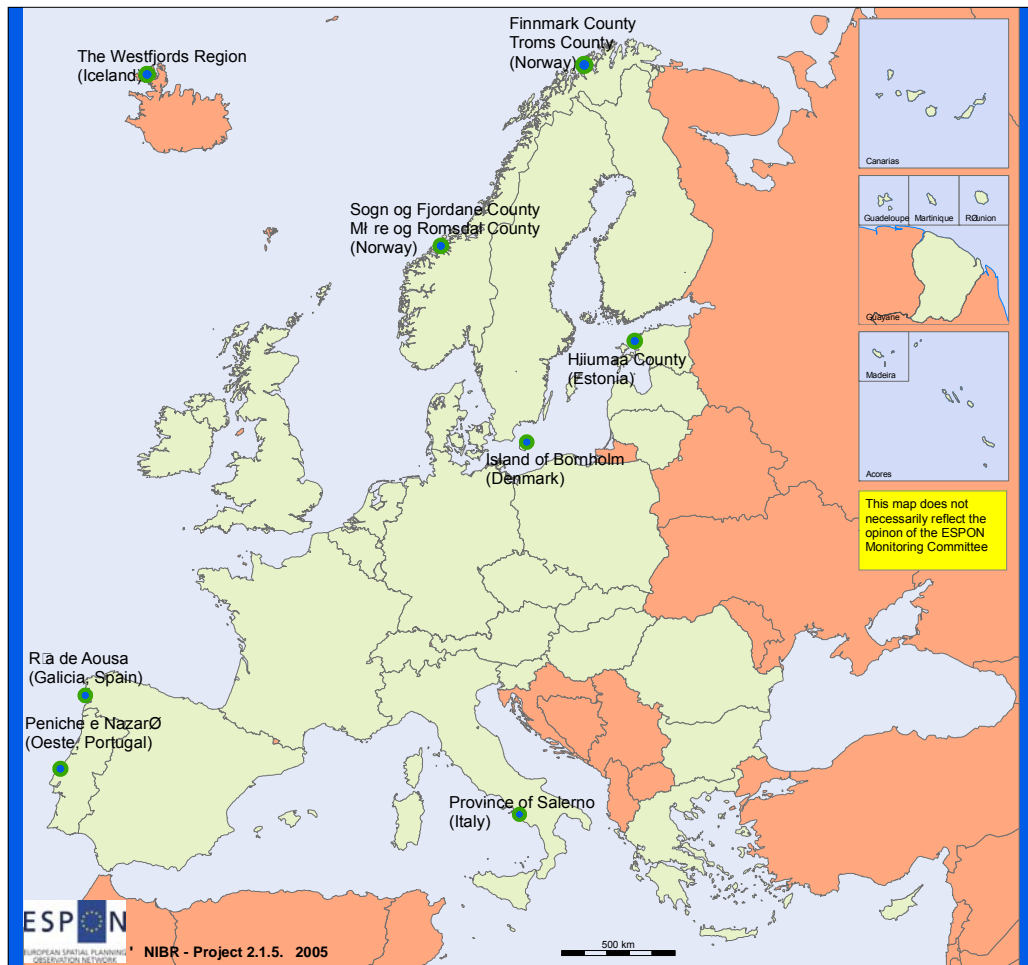 Finnmark County
Troms County
(Norway)
The Westfjords Region
(Iceland)
Canarias
Guadeloupe
Martinique
RØunion
Sogn og Fjordane County
Mł re og Romsdal County
(Norway)
Guayane
Hiiumaa County
(Estonia)
Madeira
Island of Bornholm
(Denmark)
Acores
This map does not
necessarily reflect the
opinon of the ESPON
Monitoring Committee
R□a de Aousa
(Galicia, Spain)
Peniche e NazarØ
(Oeste, Portugal)
Province of Salerno
(Italy)
ESPON
EUROPEAN SPATIAL PLANNING
OBSERVATION NETWORK
' NIBR - Project 2.1.5. 2005
500 km